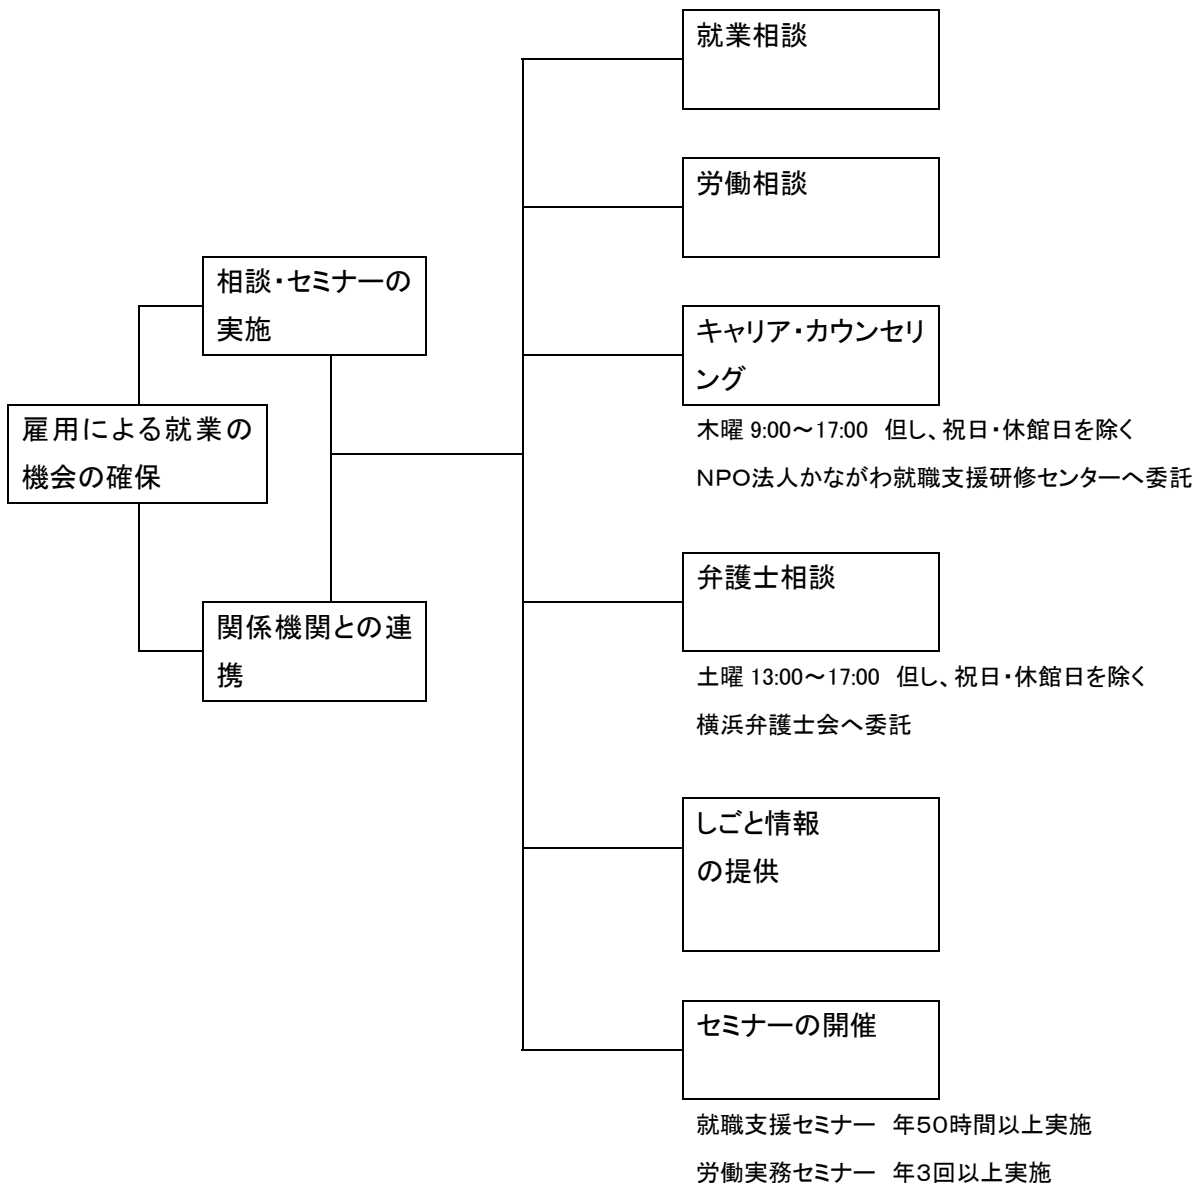 就業相談
労働相談
相談・セミナーの
実施
キャリア・カウンセリ
ング
雇用による就業の
機会の確保
木曜 9:00～17:00 但し、祝日・休館日を除く
NPO法人かながわ就職支援研修センターへ委託
弁護士相談
関係機関との連
携
土曜 13:00～17:00 但し、祝日・休館日を除く
横浜弁護士会へ委託
しごと情報
の提供
セミナーの開催
就職支援セミナー 年50時間以上実施
労働実務セミナー 年3回以上実施